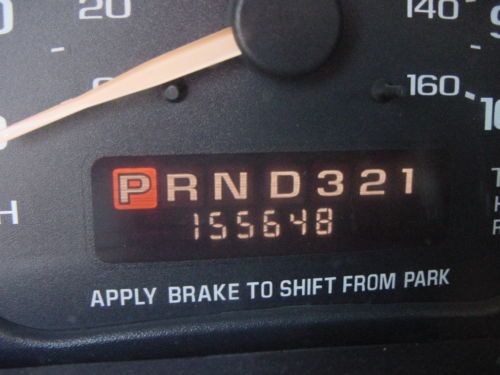 20
140
160
PRND321
155648
APPLY BRAKE TO SHIFT FROM PARK